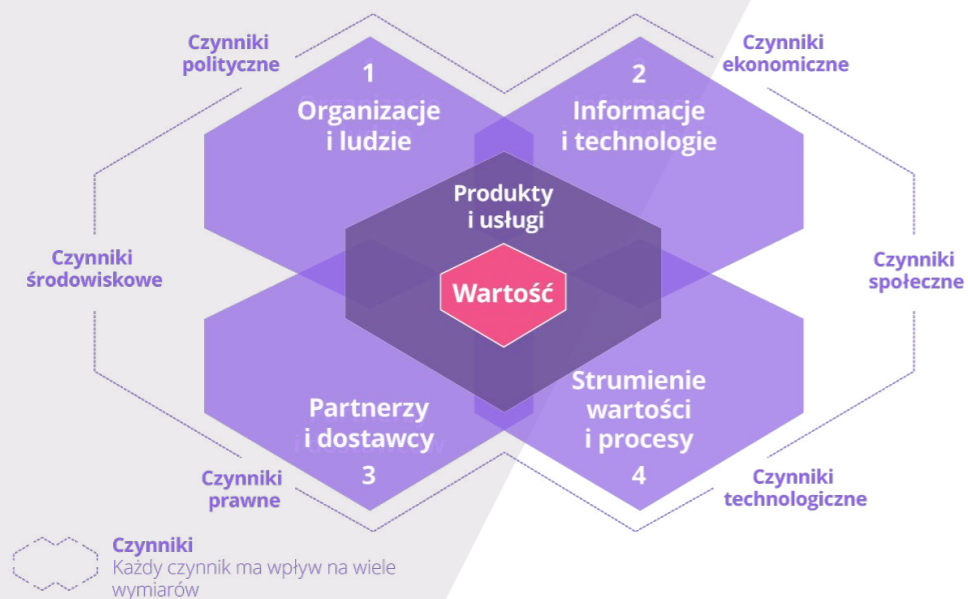 Czynniki
polityczne
1
Organizacje
i ludzie
2
Informacje
i technologie
Czynniki
ekonomiczne
Produkty
i usługi
Wartość
Czynniki
środowiskowe
Czynniki
społeczne
Partnerzy
i dostawcy
3
Strumienie
wartości
i procesy
4
Czynniki
prawne
Czynniki
technologiczne
Czynniki
Każdy czynnik ma wpływ na wiele
wymiarów